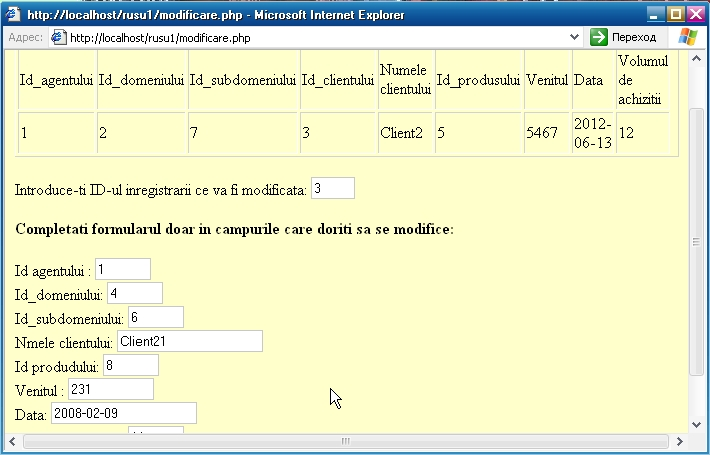 http://localhost/rusu1/modificare.php - Microsoft Internet Explorer
Адрес: http://localhost/rusu1/modificare.php Переход
Id_agentului Id_domeniului Id_subdomeniului Id_clientului Numele clientului Id_produsului Venitul Data Volumul de achizitii
1 2 7 3 Client2 5 5467 2012-06-13 12
Introduce-ti ID-ul inregistrarii ce va fi modificata: 3
Completati formularul doar in campurile care doriti sa se modifice:
Id agentului : 1
Id_domeniului: 4
Id_subdomeniului: 6
Nmele clientului: Client21
Id produdului: 8
Venitul : 231
Data: 2008-02-09